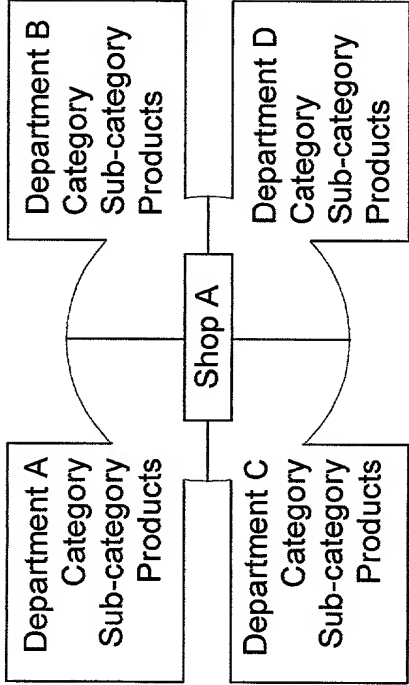 Department A
Category
Sub-category
Products
Department B
Category
Sub-category
Products
Shop A
Department C
Category
Sub-category
Products
Department D
Category
Sub-category
Products